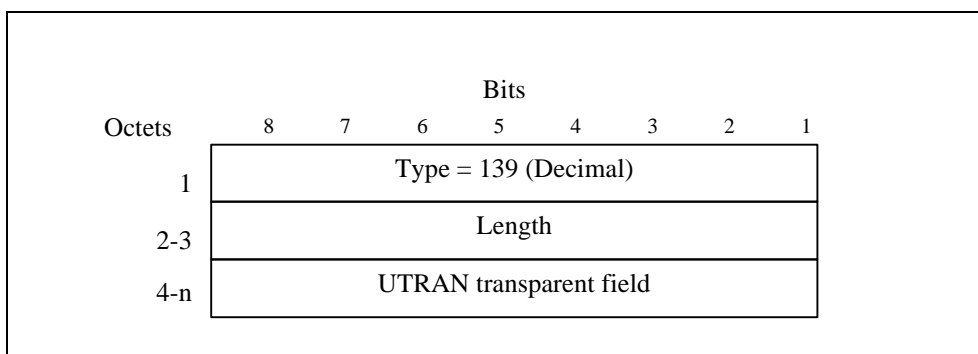 Bits
Octets 8 7 6 5 4 3 2 1
1 Type = 139 (Decimal)
2-3 Length
4-n UTRAN transparent field